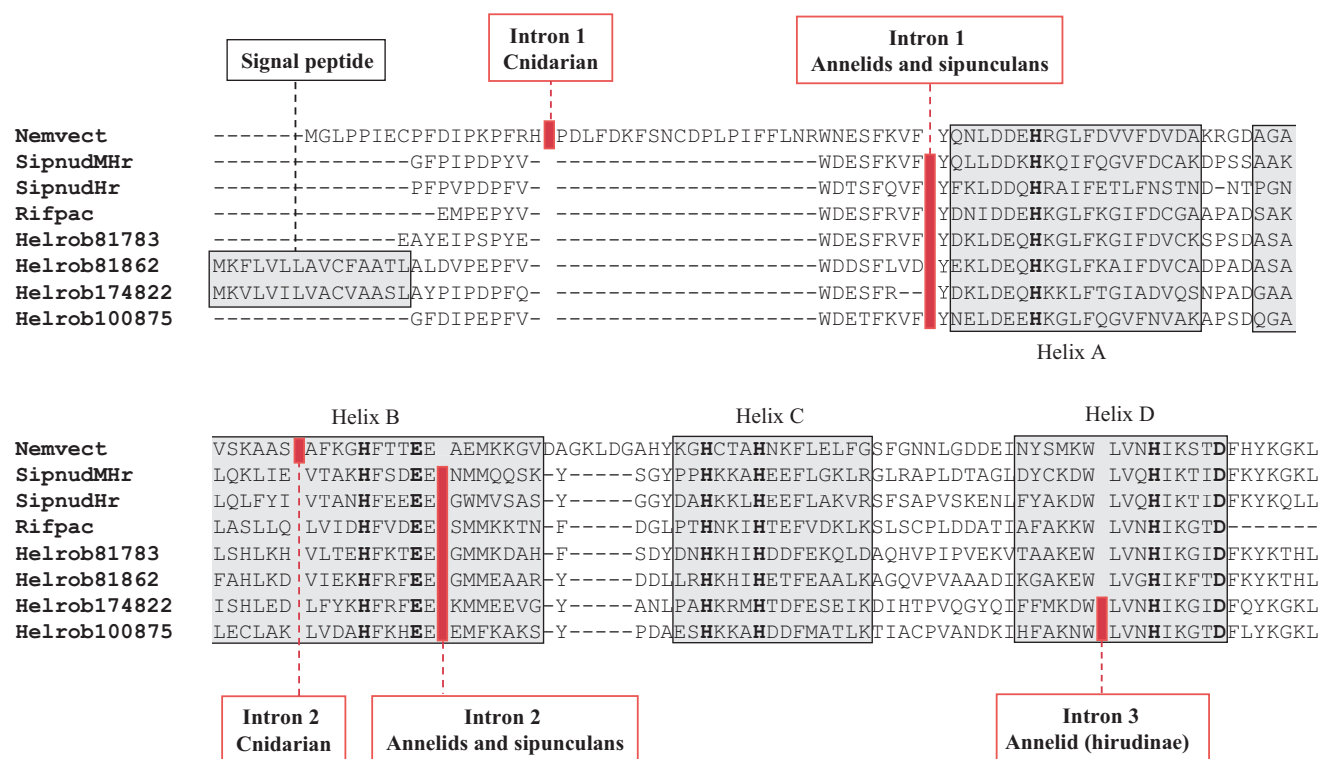 Intron 1
Cnidarian
Intron 1
Annelids and sipunculans
Signal peptide
Nemvect -------MGLPPIECPFDIPKPFRH PDLFDKFSNCDPLPIFFLNRWNESFKVF YQNLDDEHRGLFDVVFDVDAKRGDAGA
SipnudMHr ---------------GFPIPDPYV- --------------------WDESFKVF YQLLDDKHKQIFQGVFDCAKDPSSAAK
SipnudHr ---------------PFPVPDPFV- --------------------WDTSFQVF YFKLDDQHRAIFETLFNSTND-NTPGN
Rifpac -----------------EMPEPYV- --------------------WDESFRVF YDNIDDEHKGLFKGIFDCGAAPADSAK
Helrob81783 --------------EAYEIPSPYE- --------------------WDESFRVF YDKLDEQHKGLFKGIFDVCKSPSDASA
Helrob81862 MKFLVLLAVCFAATLALDVPEPFV- --------------------WDDSFLVD YEKLDEQHKGLFKAIFDVCADPADASA
Helrob174822 MKVLVILVACVAASLAYPIPDPFQ- --------------------WDESFR-- YDKLDEQHKKLFTGIADVQSNPADGAA
Helrob100875 ---------------GFDIPEPFV- --------------------WDETFKVF YNELDEEHKGLFQGVFNVAKAPSDQGA
Helix A
Helix B
Helix C
Helix D
Nemvect VSKAAS AFKGHFTTEE AEMKKGVDAGKLDGAHYKGHCTAHNKFLELFGSFGNNLGDDEINYSMKW LVNHIKSTDFHYKGKL
SipnudMHr LQKLIE VTAKHFSDEE NMMQQSK-Y-----SGYPPHKKAHEEFLGKLRGLRAPLDTAGLDYCKDW LVQHIKTIDFKYKGKL
SipnudHr LQLFYI VTANHFEEEE GWMVSAS-Y-----GGYDAHKKLHEEFLAKVRSFSAPVSKENLFYAKDW LVNHIKTIDFKYKQLL
Rifpac LASLLQ LVIDHFVDEE SMMKKTN-F-----DGLPTHNKIHTEFVDKLKSLSCPLDDATIAFAKKW LVNHIKGTD-------
Helrob81783 LSHLKH VLTEHFKTEE GMMKDAH-F-----SDYDNHKHIHDDFEKQLDAQHVPIPVEKVTAAKEW LVNHIKGIDFKYKTHL
Helrob81862 FAHLKD VIEKHFRFEE GMMEAAR-Y-----DDLLRHKHIHETFEAALKAGQVPVAAADIKGAKEW LVGHIKFTDFKYKTHL
Helrob174822 ISHLED LFYKHFRFEE KMMEEVG-Y-----ANLPAHKRMHTDFESEIKDIHTPVQGYQIFFMKDW LVNHIKGIDFQYKGKL
Helrob100875 LECLAK LVDAHFKHEE EMFKAKS-Y-----PDAESHKKAHDDFMATLKTIACPVANDKIHFAKNW LVNHIKGTDFLYKGKL
Intron 2
Cnidarian
Intron 2
Annelids and sipunculans
Intron 3
Annelid (hirudinae)